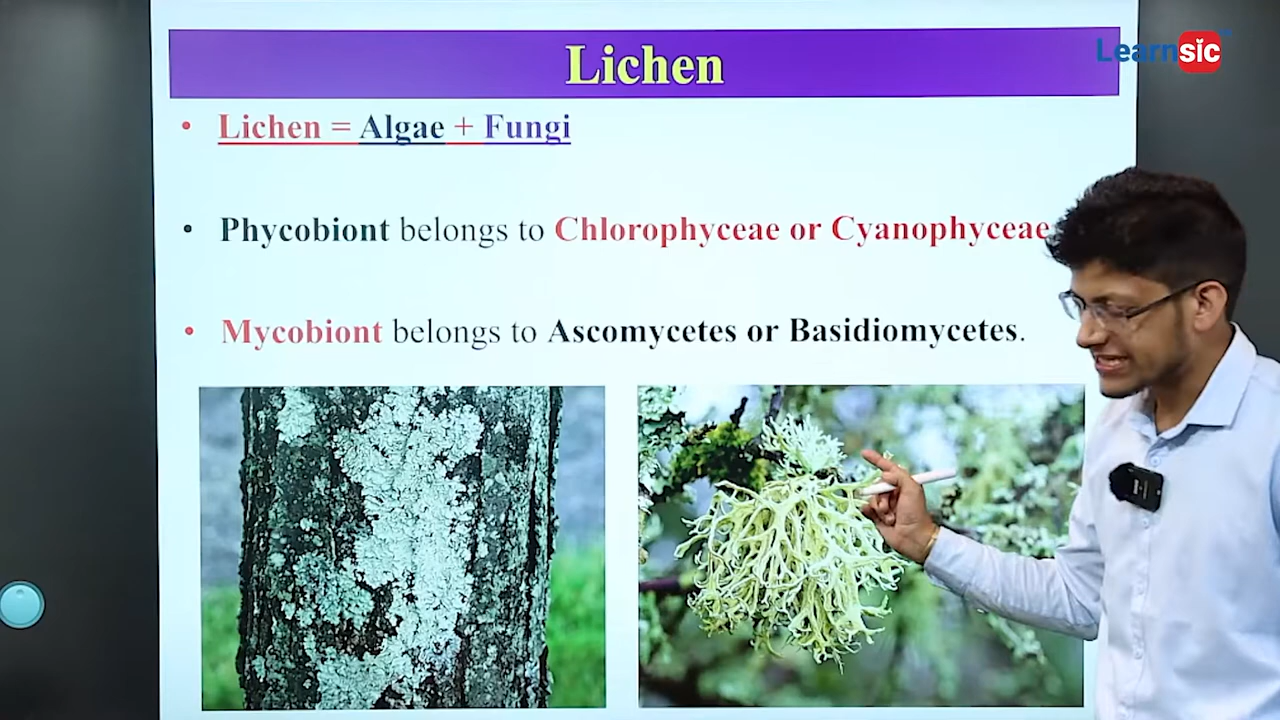 Lichen
Learnsic
• Lichen = Algae + Fungi
• Phycobiont belongs to Chlorophyceae or Cyanophyceae
• Mycobiont belongs to Ascomycetes or Basidiomycetes.